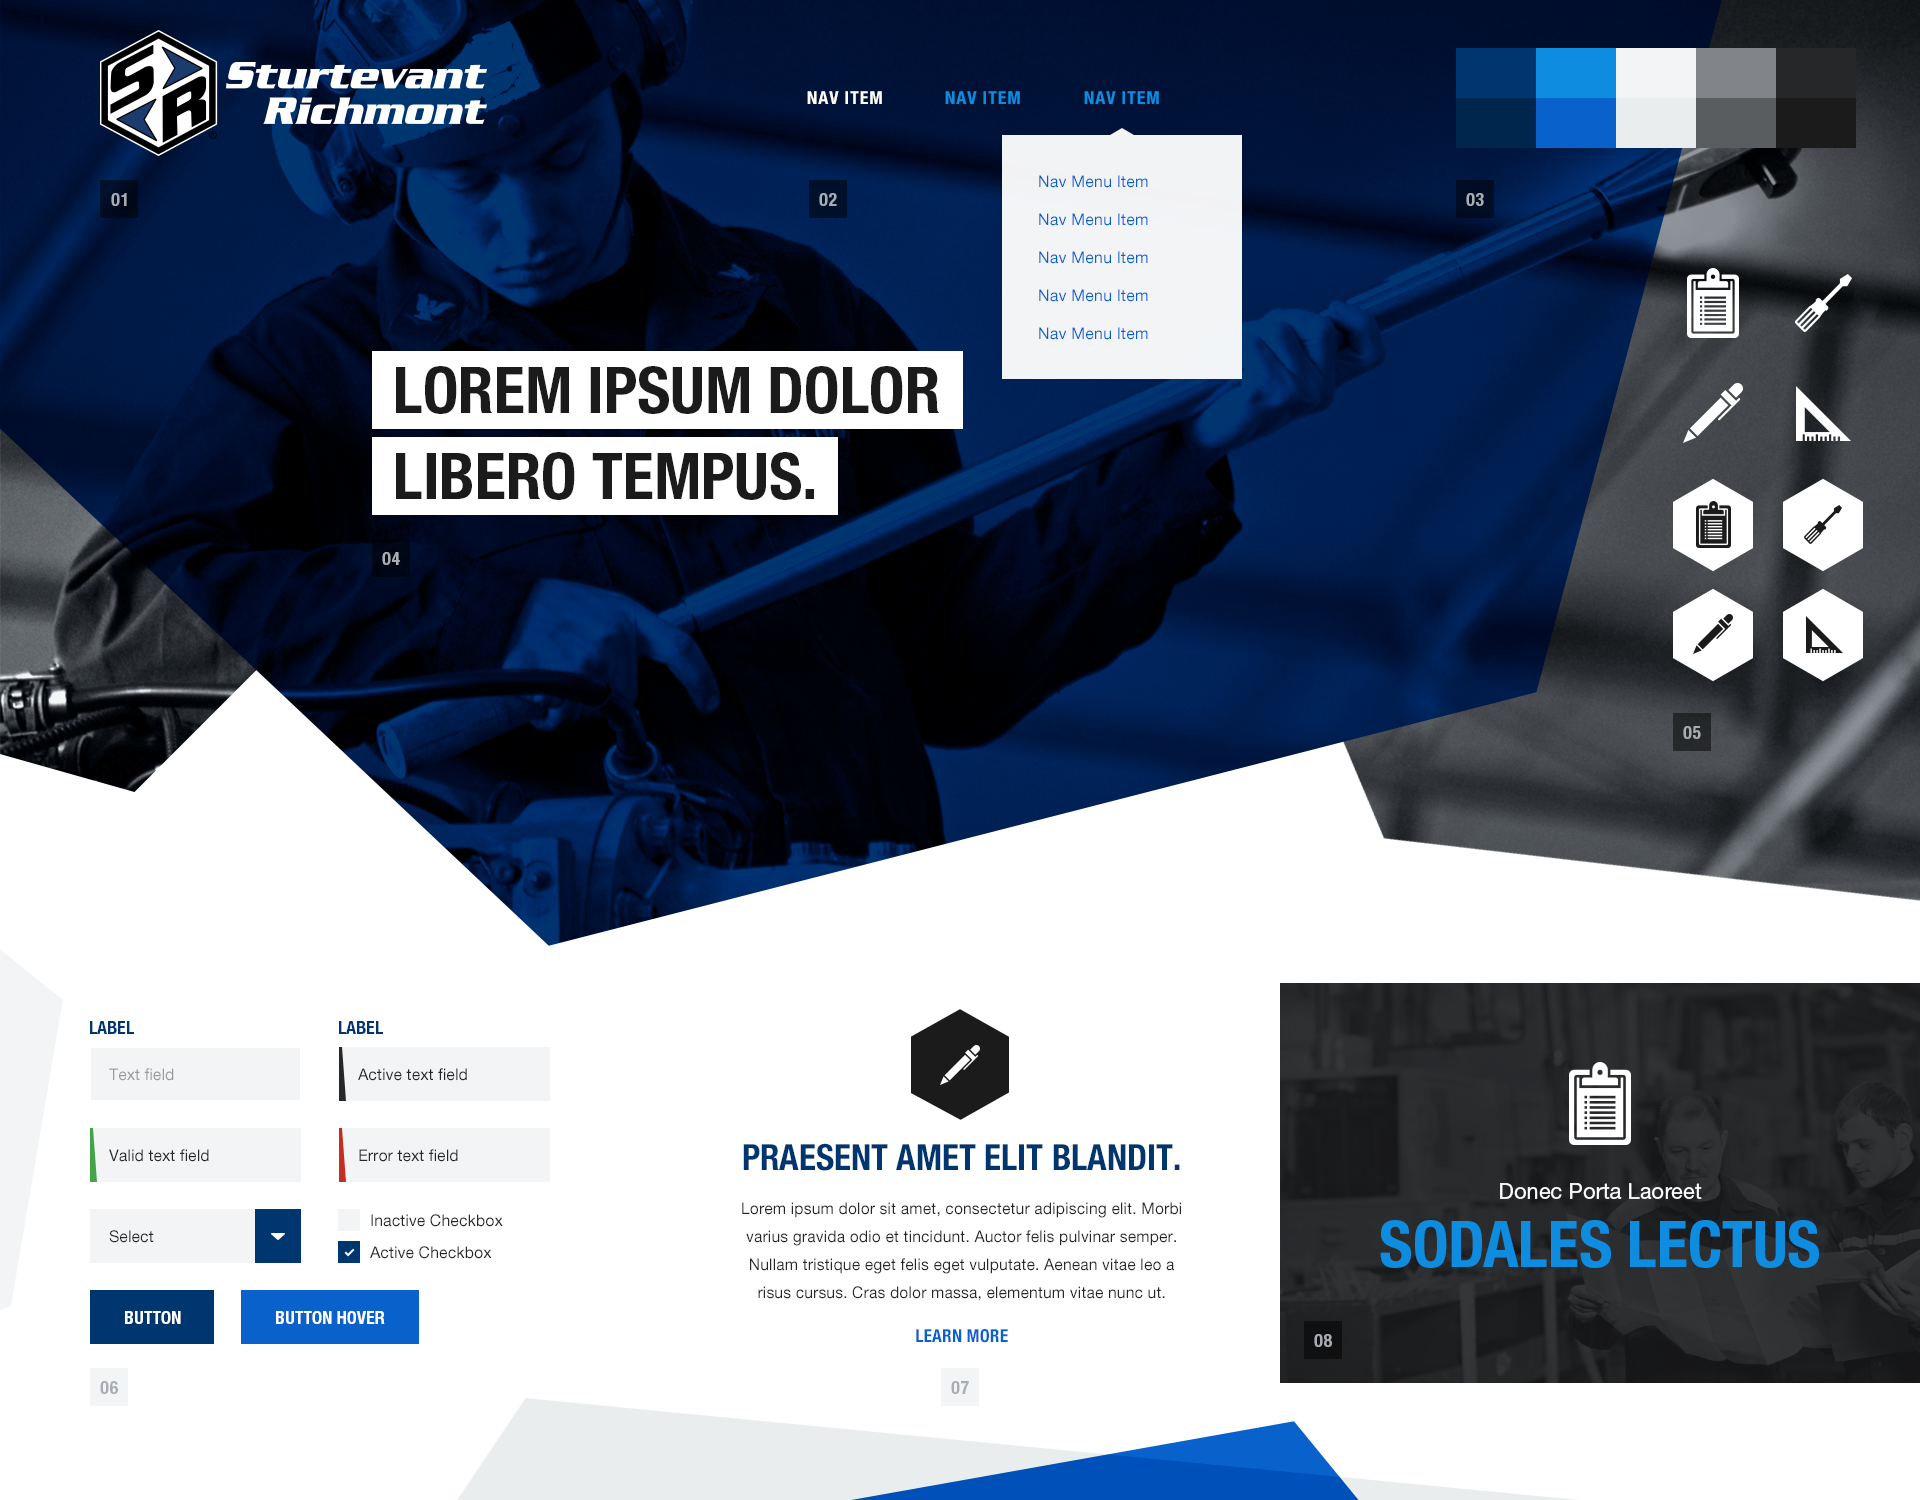 SR Sturtevant
Richmont
NAV ITEM NAV ITEM NAV ITEM
01
02
03
Nav Menu Item
Nav Menu Item
Nav Menu Item
Nav Menu Item
Nav Menu Item
LOREM IPSUM DOLOR
LIBERO TEMPUS.
04
05
LABEL
LABEL
Text field
Active text field
Valid text field
Error text field
Select
Inactive Checkbox
Active Checkbox
BUTTON
BUTTON HOVER
06
PRAESENT AMET ELIT BLANDIT.
Lorem ipsum dolor sit amet, consectetur adipiscing elit. Morbi
varius gravida odio et tincidunt. Auctor felis pulvinar semper.
Nullam tristique eget felis eget vulputate. Aenean vitae leo a
risus cursus. Cras dolor massa, elementum vitae nunc ut.
LEARN MORE
07
Donec Porta Laoreet
SODALES LECTUS
08